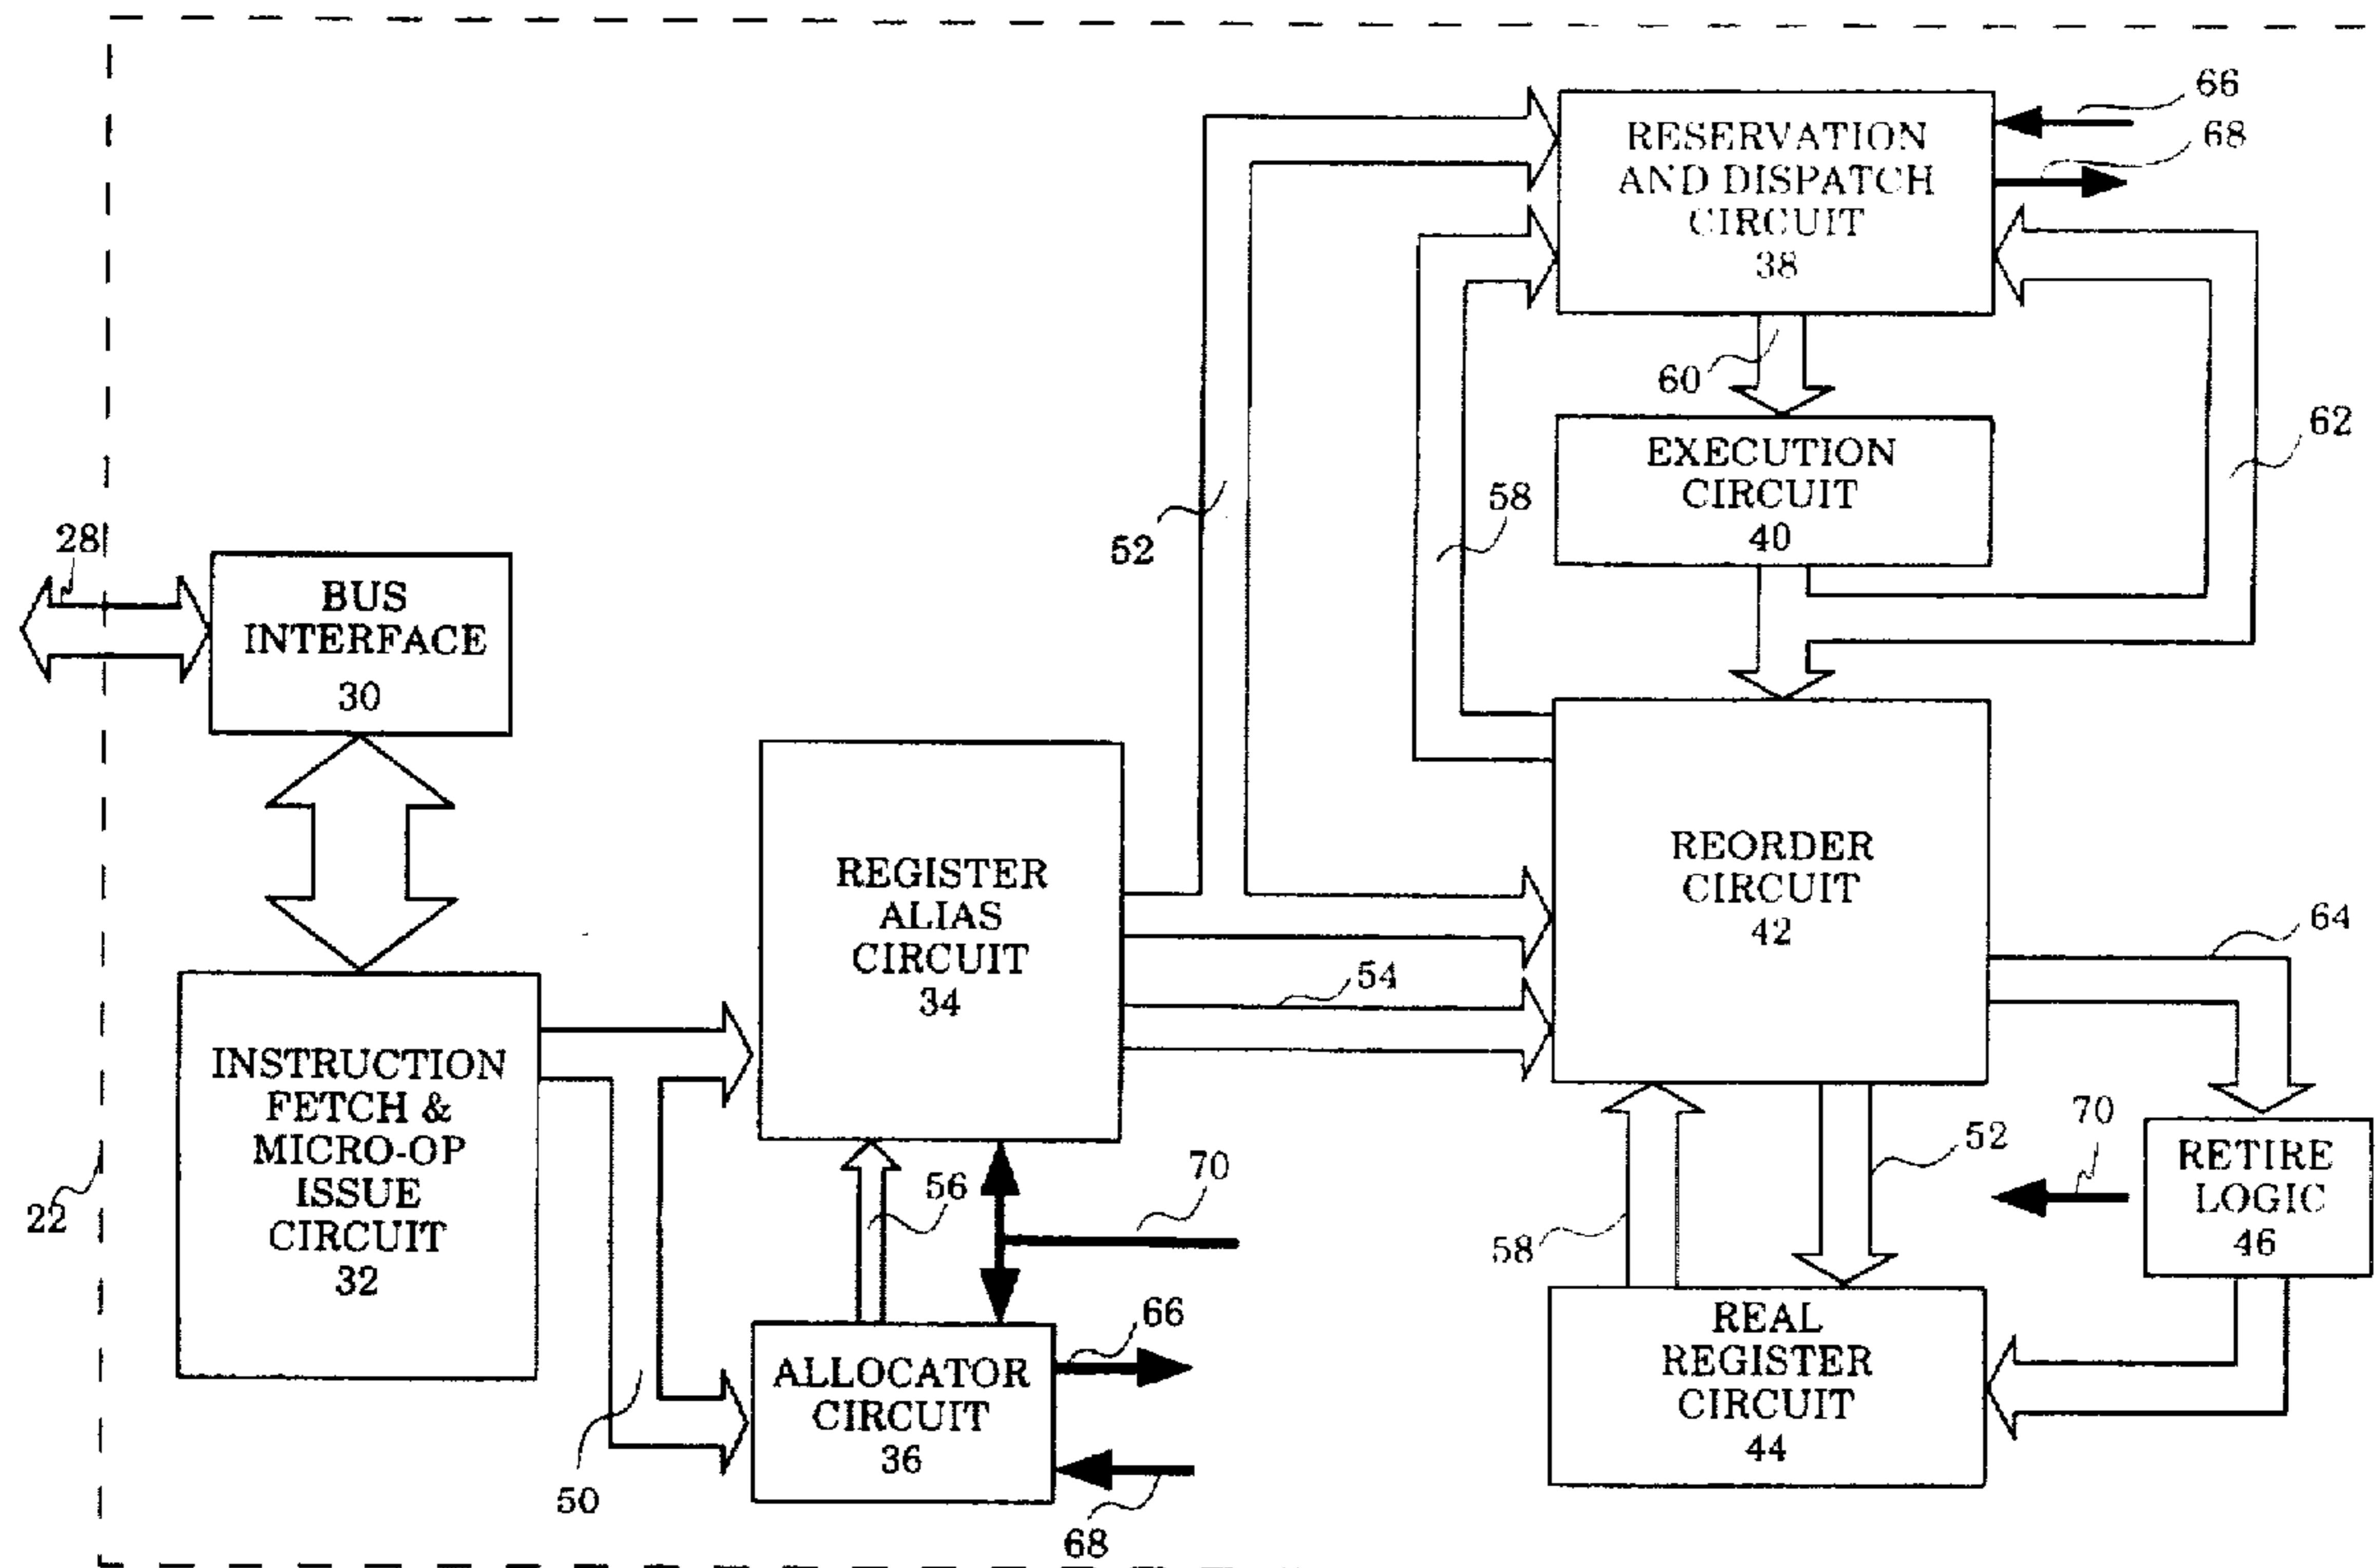 66
68
RESERVATION
AND DISPATCH
CIRCUIT
38
60
62
EXECUTION
CIRCUIT
40
52
58
28
BUS
INTERFACE
30
REGISTER
ALIAS
CIRCUIT
34
REORDER
CIRCUIT
42
64
54
INSTRUCTION
FETCH &
MICRO-OP
ISSUE
CIRCUIT
32
22
56
70
52
70
58
RETIRE
LOGIC
46
ALLOCATOR
CIRCUIT
36
66
68
50
REAL
REGISTER
CIRCUIT
44